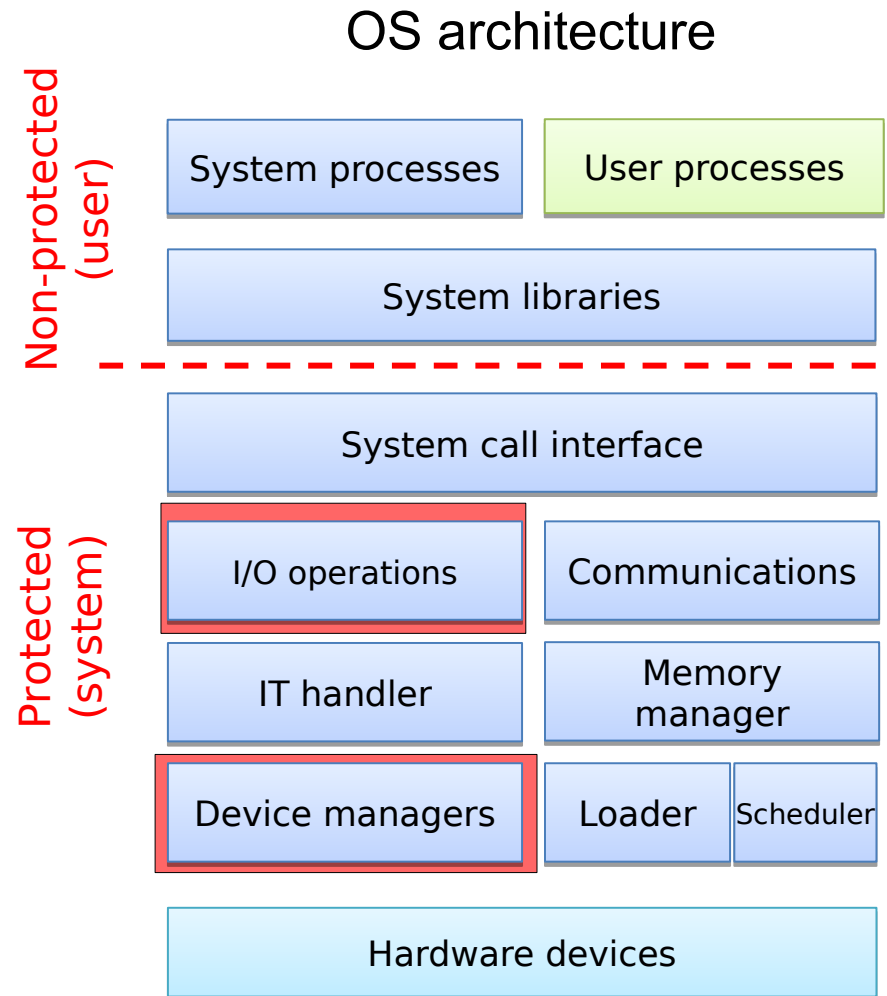 OS architecture
Non-protected
(user)
System processes
User processes
System libraries
Protected
(system)
System call interface
I/O operations
Communications
IT handler
Memory
manager
Device managers
Loader
Scheduler
Hardware devices